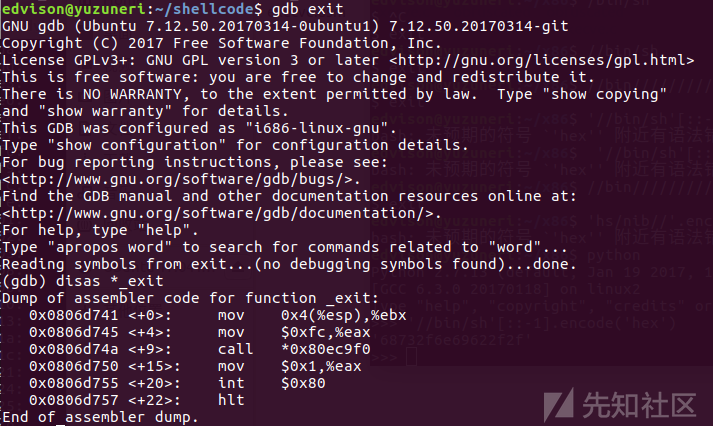 edvison@yuzuneri:~/shellcode$ gdb exit
GNU gdb (Ubuntu 7.12.50.20170314-0ubuntu1) 7.12.50.20170314-git
Copyright (C) 2017 Free Software Foundation, Inc.
License GPLv3+: GNU GPL version 3 or later <http://gnu.org/licenses/gpl.html>
This is free software: you are free to change and redistribute it.
There is NO WARRANTY, to the extent permitted by law.  Type "show copying"
and "show warranty" for details.
This GDB was configured as "i686-linux-gnu".
Type "show configuration" for configuration details.
For bug reporting instructions, please see:
<http://www.gnu.org/software/gdb/bugs/>.
Find the GDB manual and other documentation resources online at:
<http://www.gnu.org/software/gdb/documentation/>.
For help, type "help".
Type "apropos word" to search for commands related to "word"...
Reading symbols from exit...(no debugging symbols found)...done.
(gdb) disas *_exit
Dump of assembler code for function _exit:
   0x0806d741 <+0>:     mov    0x4(%esp),%ebx
   0x0806d745 <+4>:     mov    $0xfc,%eax
   0x0806d74a <+9>:     call   *0x80ec9f0
   0x0806d750 <+15>:    mov    $0x1,%eax
   0x0806d755 <+20>:    int    $0x80
   0x0806d757 <+22>:    hlt
End of assembler dump.
先知社区